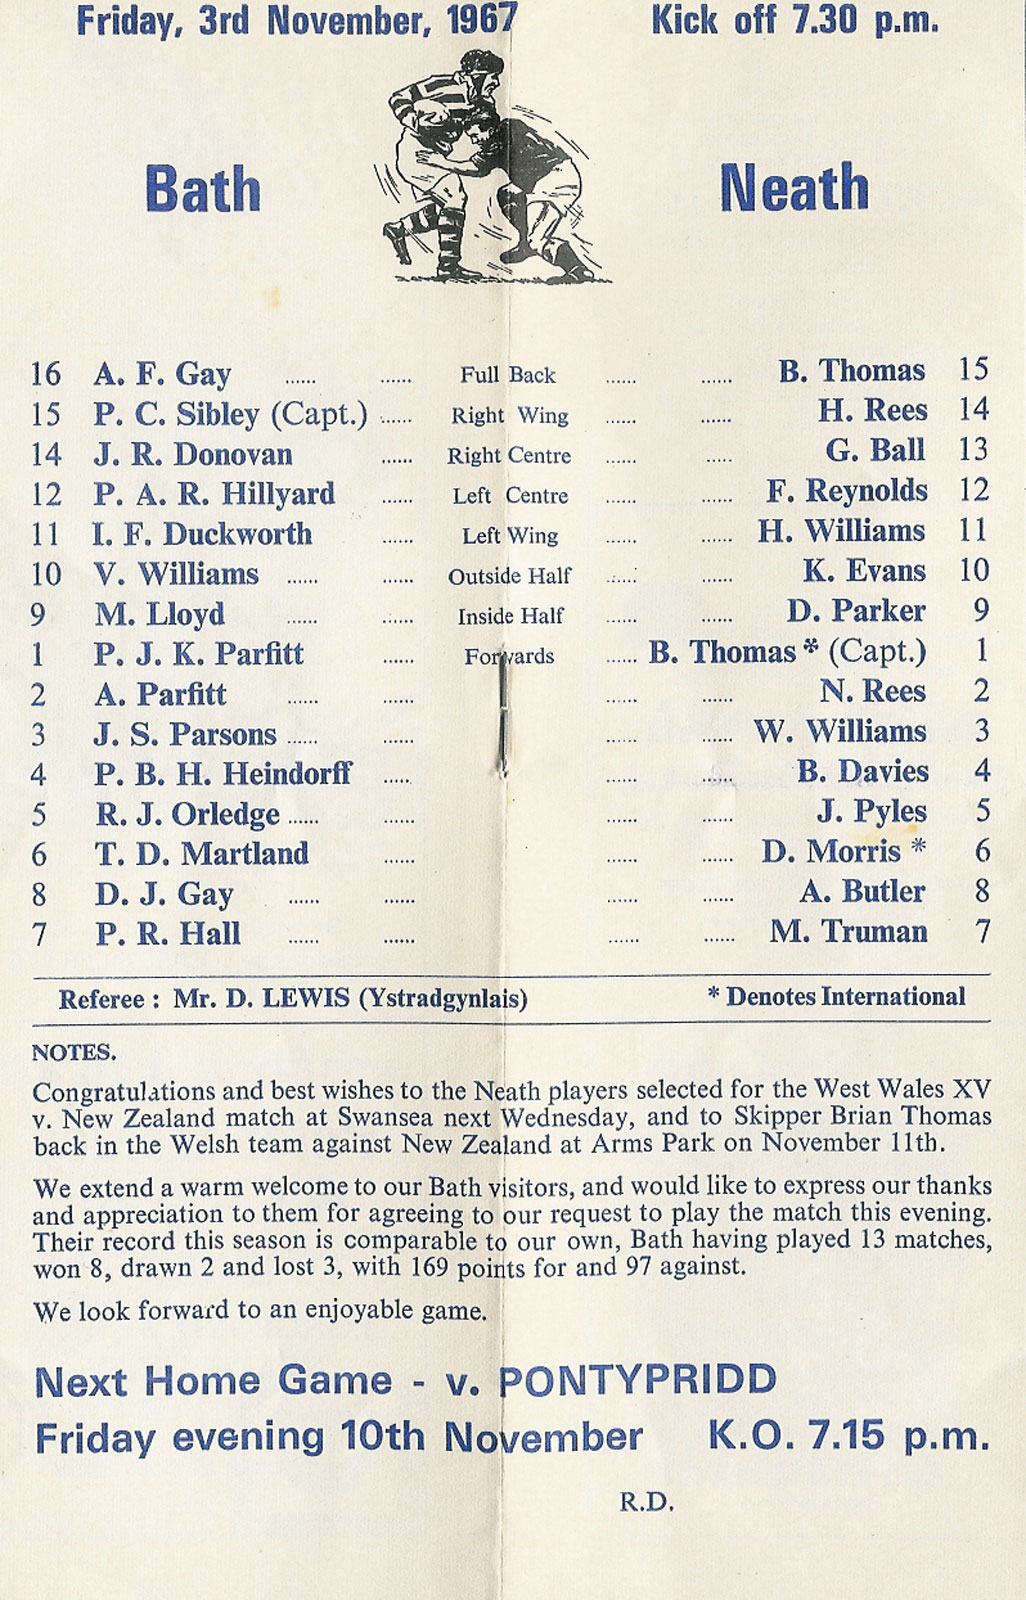 Friday, 3rd November, 1967 Kick off 7.30 p.m.
Bath Neath
16 A. F. Gay ...... ...... Full Back ...... ...... B. Thomas 15
15 P. C. Sibley (Capt.) ...... Right Wing ...... ...... H. Rees 14
14 J. R. Donovan ...... Right Centre ...... ..... G. Ball 13
12 P. A. R. Hillyard ...... Left Centre ...... ...... F. Reynolds 12
11 I. F. Duckworth ...... Left Wing ...... ...... H. Williams 11
10 V. Williams ...... ...... Outside Half ...... ...... K. Evans 10
9 M. Lloyd ...... ...... Inside Half ...... ...... D. Parker 9
1 P. J. K. Parfitt ...... Forwards ...... B. Thomas * (Capt.) 1
2 A. Parfitt ...... ...... ...... ...... N. Rees 2
3 J. S. Parsons ...... ...... ...... ...... W. Williams 3
4 P. B. H. Heindorff ..... ...... ...... B. Davies 4
5 R. J. Orledge ...... ...... ...... ...... J. Pyles 5
6 T. D. Martland ...... ...... ...... D. Morris * 6
8 D. J. Gay ...... ...... ...... ...... A. Butler 8
7 P. R. Hall ...... ...... ...... ...... M. Truman 7
Referee : Mr. D. LEWIS (Ystradgynlais) * Denotes International
NOTES.
Congratulations and best wishes to the Neath players selected for the West Wales XV
v. New Zealand match at Swansea next Wednesday, and to Skipper Brian Thomas
back in the Welsh team against New Zealand at Arms Park on November 11th.
We extend a warm welcome to our Bath visitors, and would like to express our thanks
and appreciation to them for agreeing to our request to play the match this evening.
Their record this season is comparable to our own, Bath having played 13 matches,
won 8, drawn 2 and lost 3, with 169 points for and 97 against.
We look forward to an enjoyable game.
Next Home Game - v. PONTYPRIDD
Friday evening 10th November K.O. 7.15 p.m.
R.D.